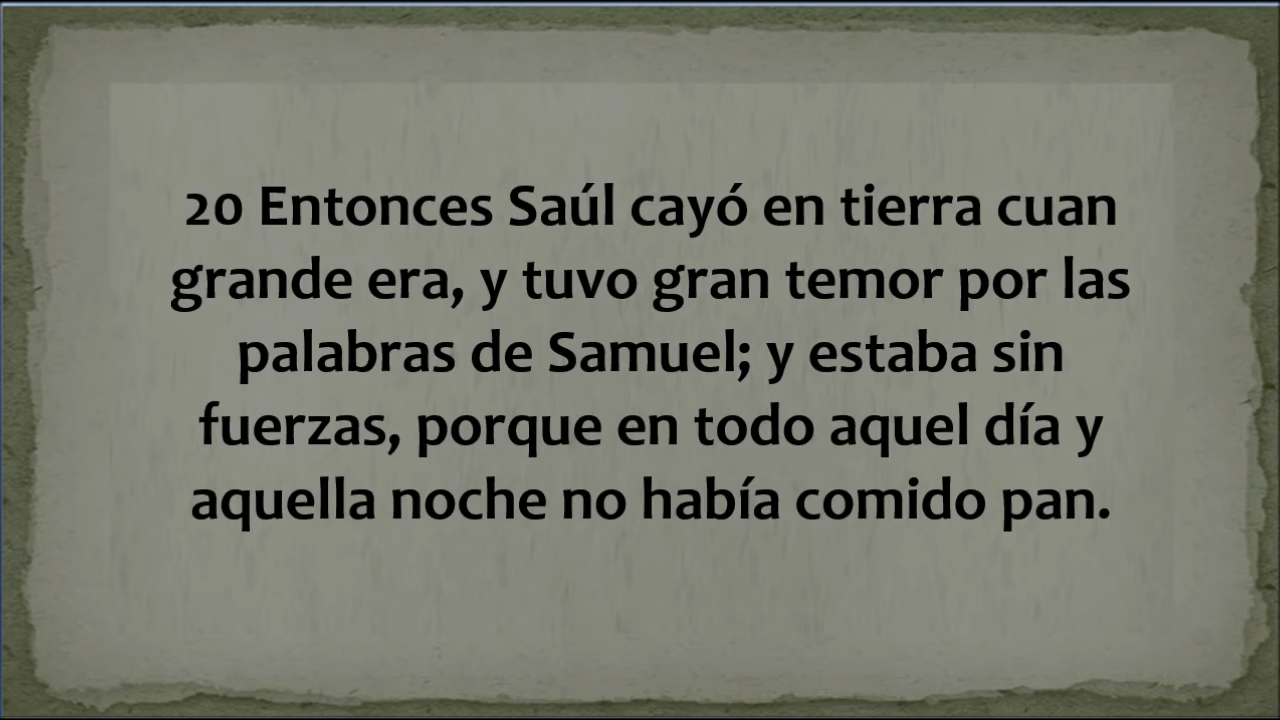 20 Entonces Saúl cayó en tierra cuan
grande era, y tuvo gran temor por las
palabras de Samuel; y estaba sin
fuerzas, porque en todo aquel día y
aquella noche no había comido pan.